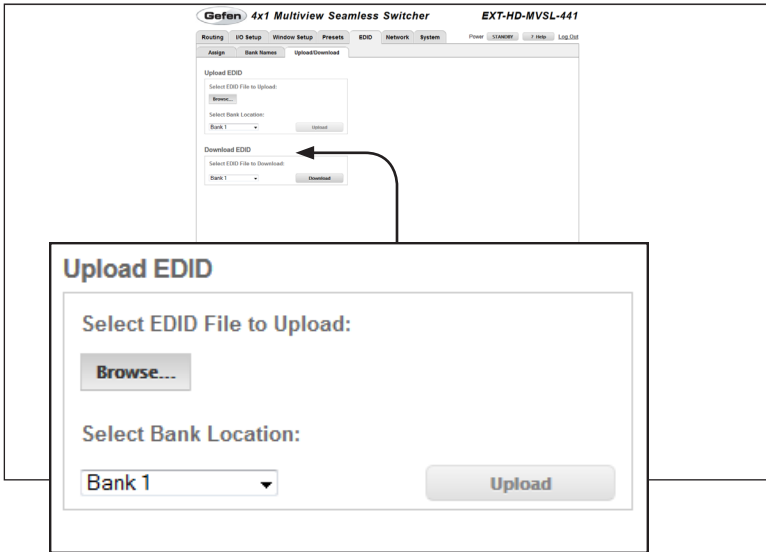 Gefen 4x1 Multiview Seamless Switcher EXT-HD-MVSL-441
Routing I/O Setup Window Setup Presets EDID Network System Power STANDBY ? Help Log Out
Assign Bank Names Upload/Download
Upload EDID
Select EDID File to Upload:
Browse...
Select Bank Location:
Bank 1 Upload
Download EDID
Select EDID File to Download:
Bank 1 Download
Upload EDID
Select EDID File to Upload:
Browse...
Select Bank Location:
Bank 1 Upload